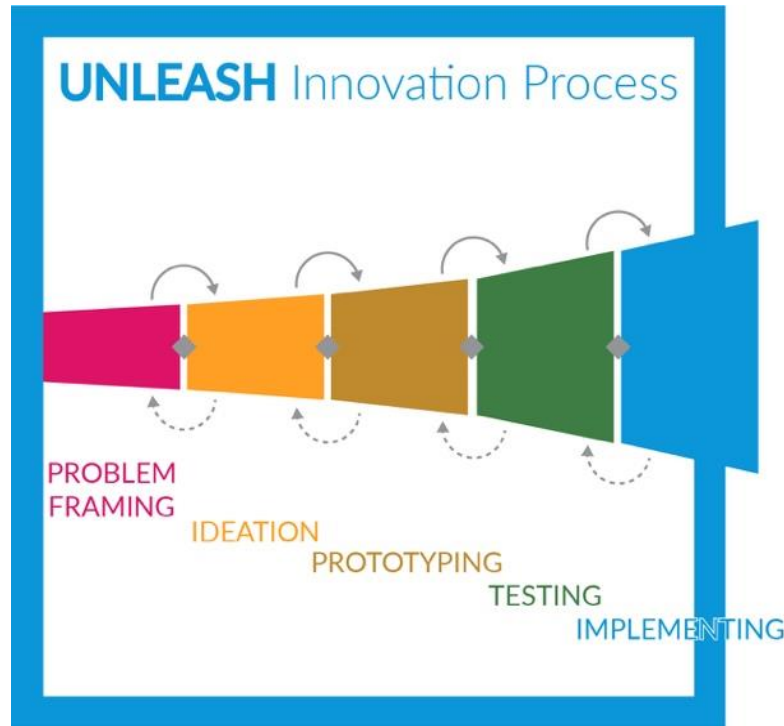 UNLEASH Innovation Process
PROBLEM
FRAMING
IDEATION
PROTOTYPING
TESTING
IMPLEMENTING